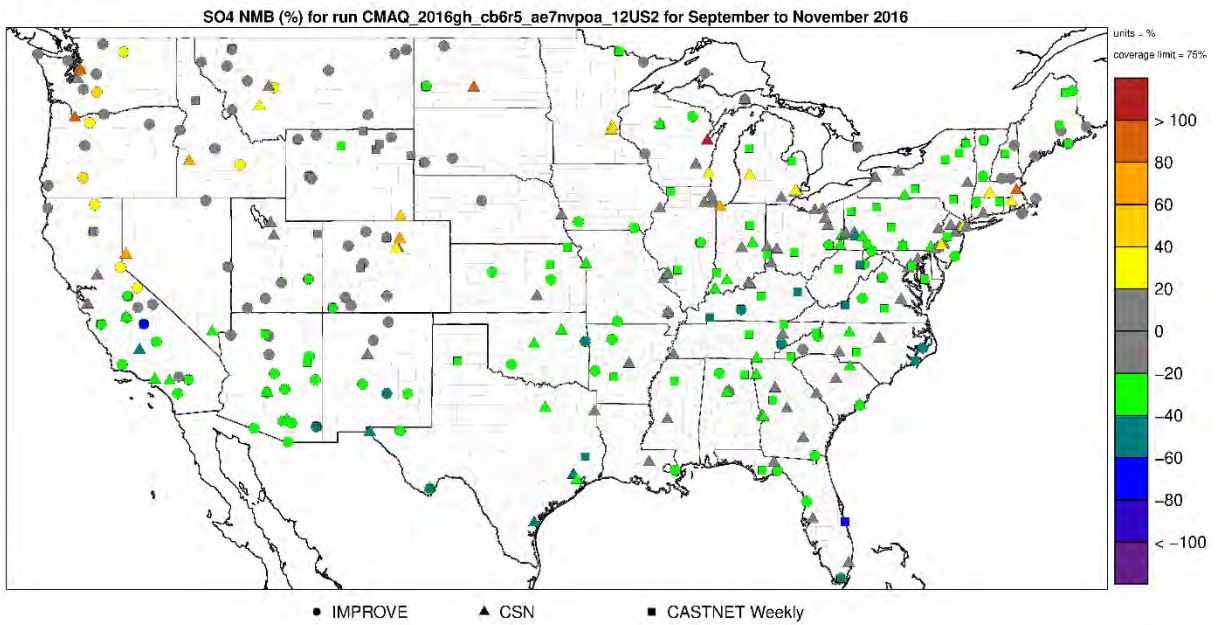 SO4 NMB (%) for run CMAQ_2016gh_cb6r5_ae7nvpoa_12US2 for September to November 2016
units = %
coverage limit = 75%
> 100
80
60
40
20
0
−20
−40
−60
−80
< −100
IMPROVE
CSN
CASTNET Weekly